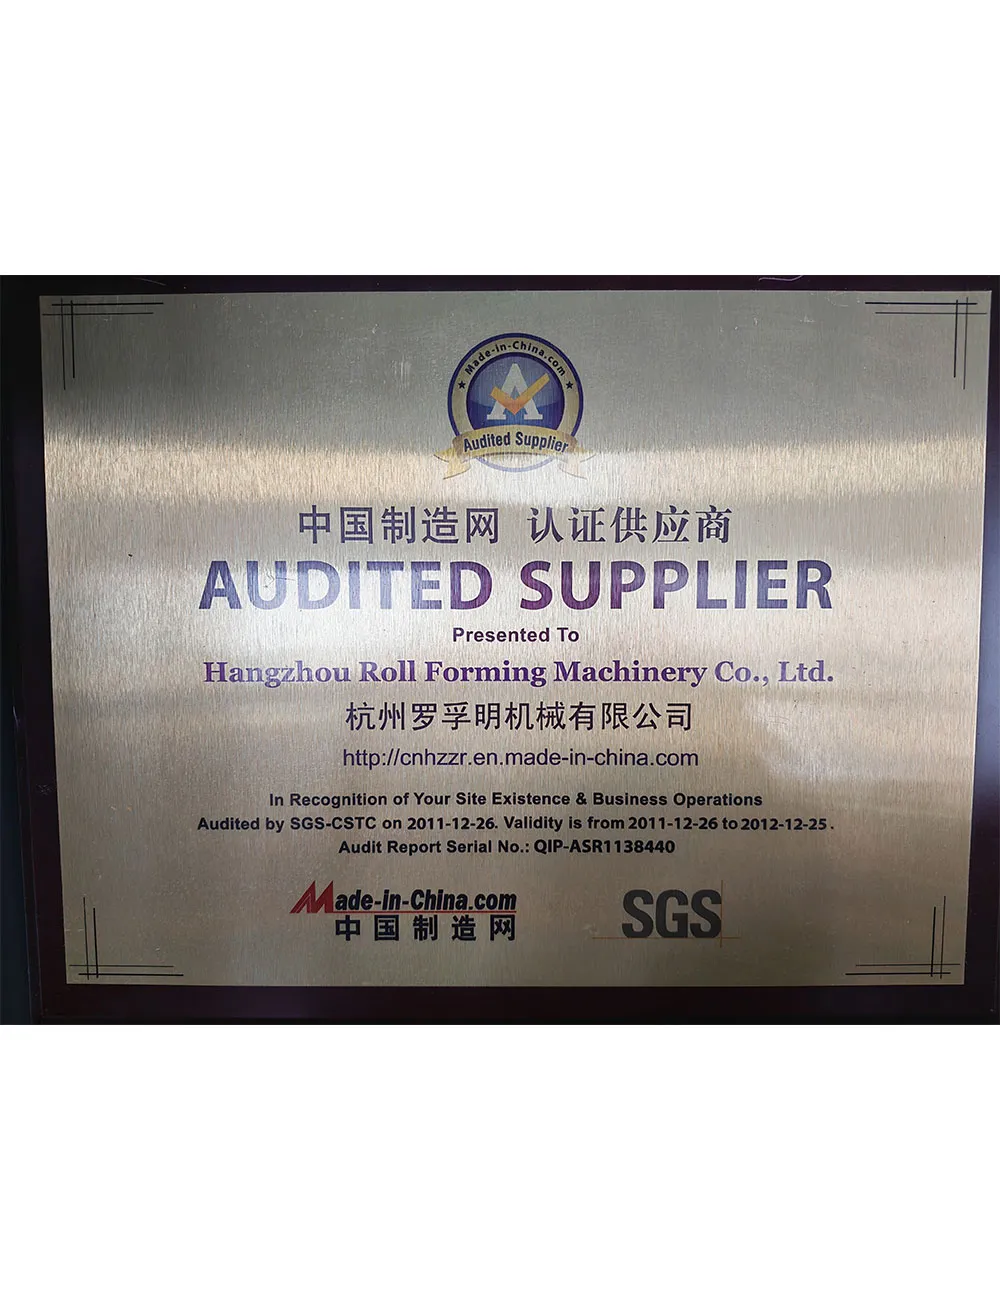 Made-in-China.com
Audited Supplier
中国制造网 认证供应商
AUDITED SUPPLIER
Presented To
Hangzhou Roll Forming Machinery Co., Ltd.
杭州罗孚明机械有限公司
http://cnhzzr.en.made-in-china.com
In Recognition of Your Site Existence & Business Operations
Audited by SGS-CSTC on 2011-12-26. Validity is from 2011-12-26 to 2012-12-25.
Audit Report Serial No.: QIP-ASR1138440
Made-in-China.com
中国制造网
SGS